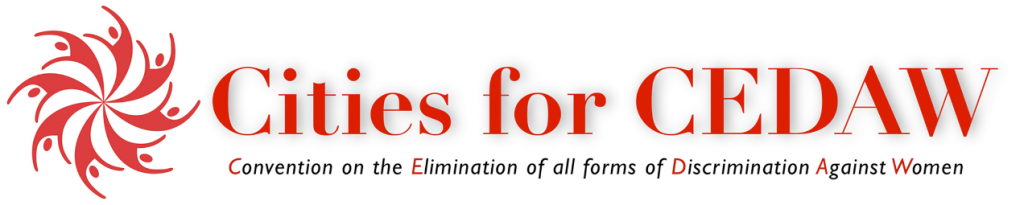 Cities for CEDAW
Convention on the Elimination of all forms of Discrimination Against Women